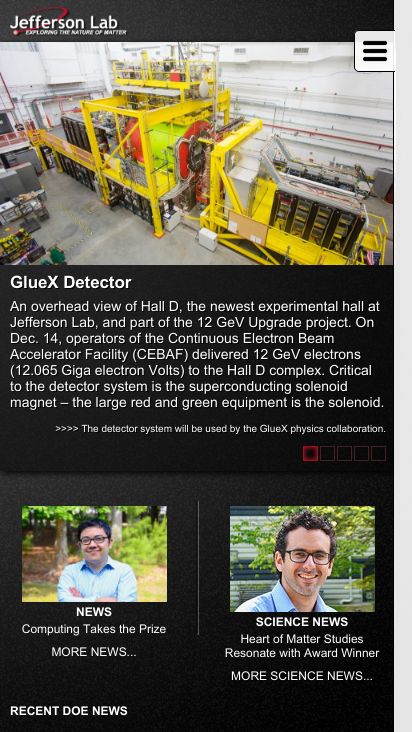 Jefferson Lab
EXPLORING THE NATURE OF MATTER
GlueX Detector
An overhead view of Hall D, the newest experimental hall at
Jefferson Lab, and part of the 12 GeV Upgrade project. On
Dec. 14, operators of the Continuous Electron Beam
Accelerator Facility (CEBAF) delivered 12 GeV electrons
(12.065 Giga electron Volts) to the Hall D complex. Critical
to the detector system is the superconducting solenoid
magnet – the large red and green equipment is the solenoid.
>>>> The detector system will be used by the GlueX physics collaboration.
NEWS
Computing Takes the Prize
MORE NEWS...
SCIENCE NEWS
Heart of Matter Studies
Resonate with Award Winner
MORE SCIENCE NEWS...
RECENT DOE NEWS